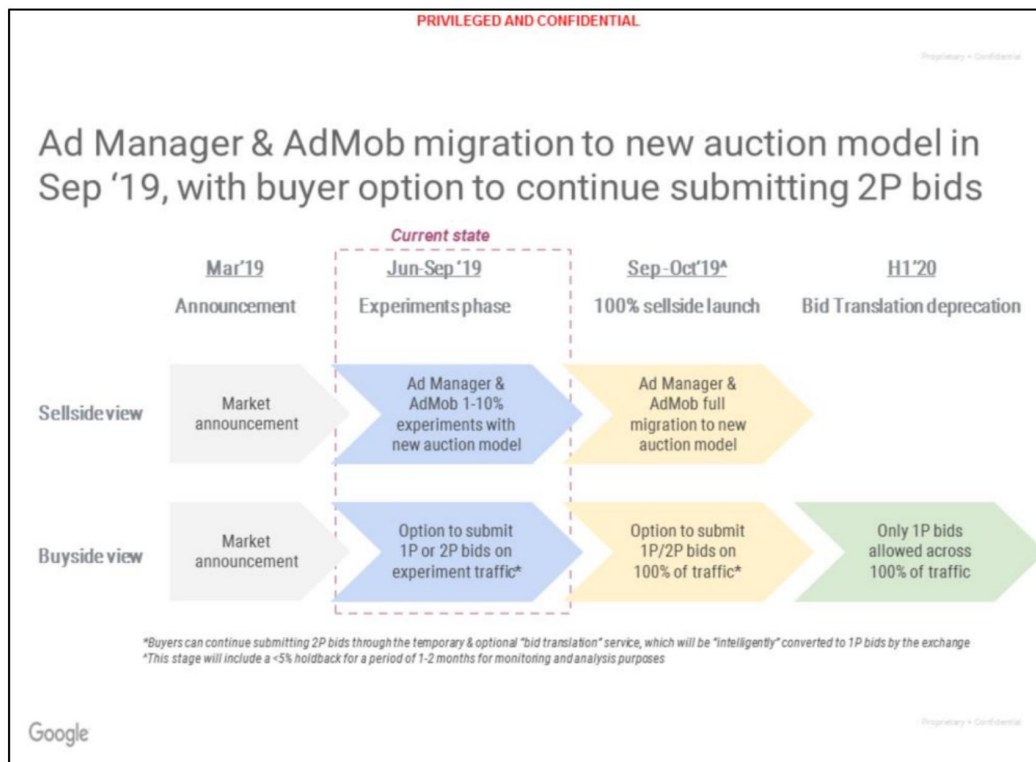 PRIVILEGED AND CONFIDENTIAL
Proprietary + Confidential
Ad Manager & AdMob migration to new auction model in
Sep ‘19, with buyer option to continue submitting 2P bids
Current state
Mar'19
Jun-Sep ‘19
Sep-Oct'19^
H1'20
Announcement
Experiments phase
100% sellside launch
Bid Translation deprecation
Sellside view
Market
announcement
Ad Manager &
AdMob 1-10%
experiments with
new auction model
Ad Manager &
AdMob full
migration to new
auction model
Buyside view
Market
announcement
Option to submit
1P or 2P bids on
experiment traffic*
Option to submit
1P/2P bids on
100% of traffic*
Only 1P bids
allowed across
100% of traffic
*Buyers can continue submitting 2P bids through the temporary & optional "bid translation" service, which will be "intelligently" converted to 1P bids by the exchange
^This stage will include a <5% holdback for a period of 1-2 months for monitoring and analysis purposes
Google
Proprietary + Confidential